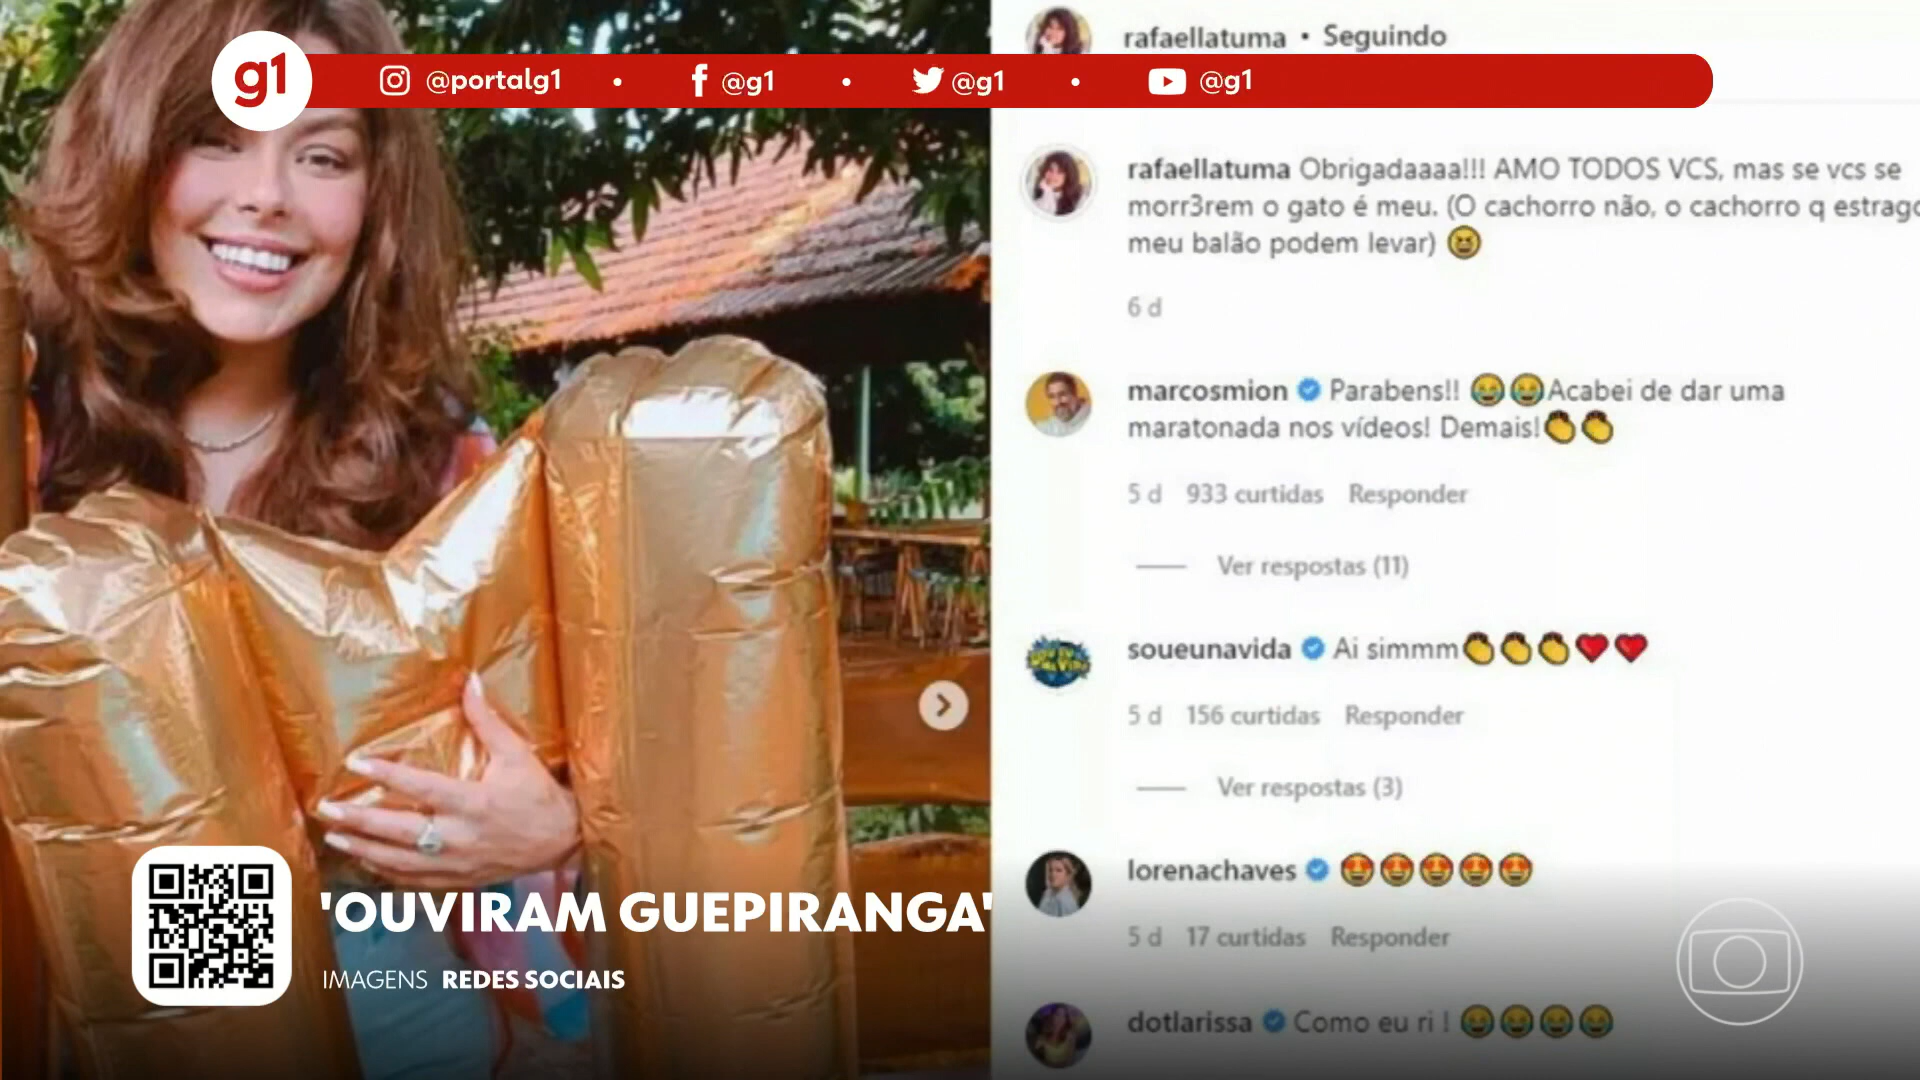 rafaellatuma • Seguindo
g1 @portalg1 • @g1 • @g1 • @g1
rafaellatuma Obrigadaaaa!!! AMO TODOS VCS, mas se vcs se
morr3rem o gato é meu. (O cachorro não, o cachorro q estrago
meu balão podem levar) 😆
6 d
marcosmion Parabens!! 😂😂Acabei de dar uma
maratonada nos vídeos! Demais!👏👏
5 d 933 curtidas Responder
Ver respostas (11)
soueunavida Ai simmm👏👏👏❤️❤️
5 d 156 curtidas Responder
Ver respostas (3)
lorenachaves 😍😍😍😍😍
5 d 17 curtidas Responder
dotlarissa Como eu ri ! 😂😂😂😂
'OUVIRAM GUEPIRANGA'
IMAGENS REDES SOCIAIS